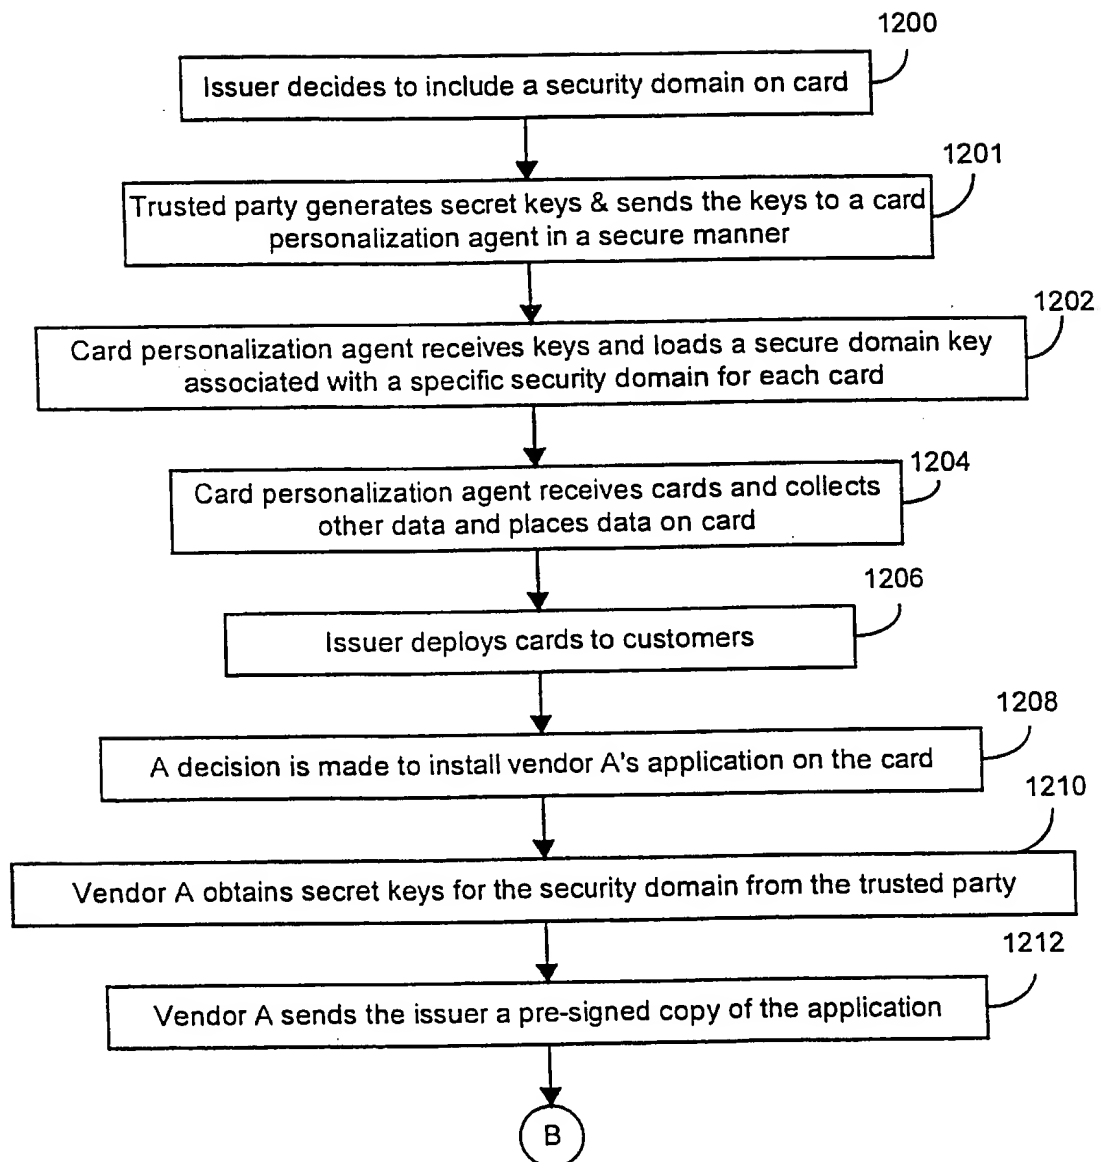 1200
Issuer decides to include a security domain on card
1201
Trusted party generates secret keys & sends the keys to a card
personalization agent in a secure manner
1202
Card personalization agent receives keys and loads a secure domain key
associated with a specific security domain for each card
1204
Card personalization agent receives cards and collects
other data and places data on card
1206
Issuer deploys cards to customers
1208
A decision is made to install vendor A's application on the card
1210
Vendor A obtains secret keys for the security domain from the trusted party
1212
Vendor A sends the issuer a pre-signed copy of the application
B